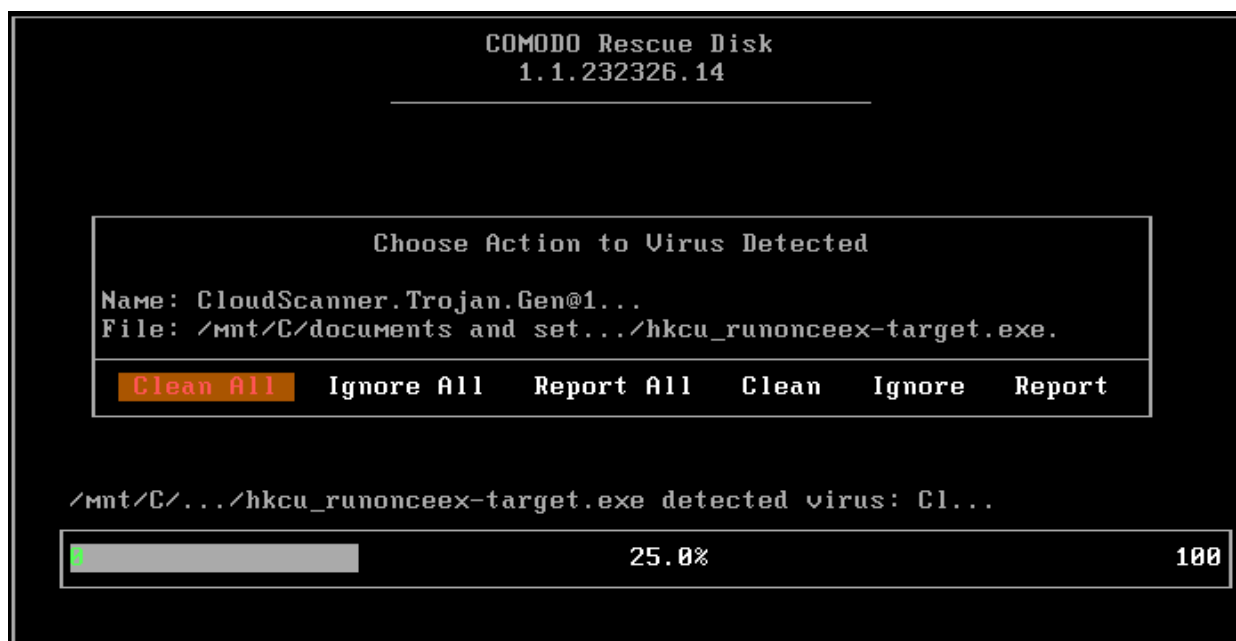 COMODO Rescue Disk
1.1.232326.14
Choose Action to Virus Detected
Name: CloudScanner.Trojan.Gen@1...
File: /mnt/C/documents and set.../hkcu_runonceex-target.exe.
Clean All Ignore All Report All Clean Ignore Report
/mnt/C/.../hkcu_runonceex-target.exe detected virus: Cl...
0 25.0% 100